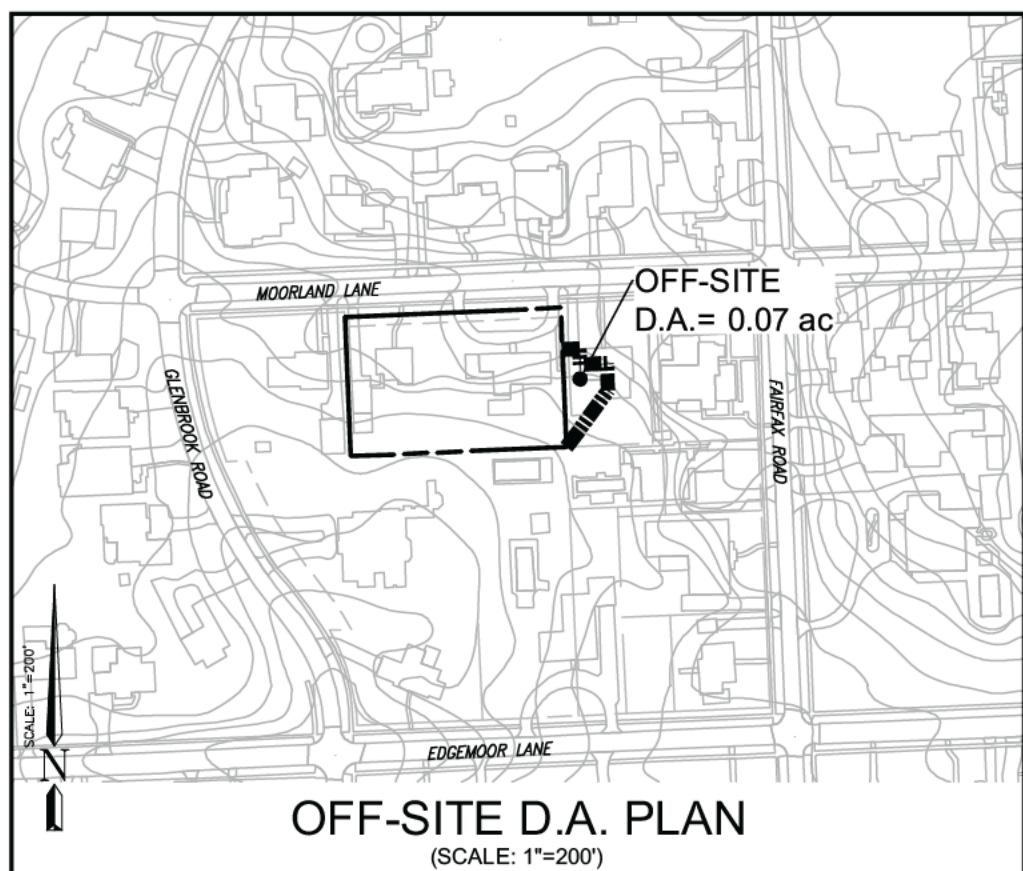 OFF-SITE
D.A.= 0.07 ac
MOORLAND LANE
GLENBROOK ROAD
FAIRFAX ROAD
EDGEMOOR LANE
SCALE: 1"=200'
N
OFF-SITE D.A. PLAN
(SCALE: 1"=200')